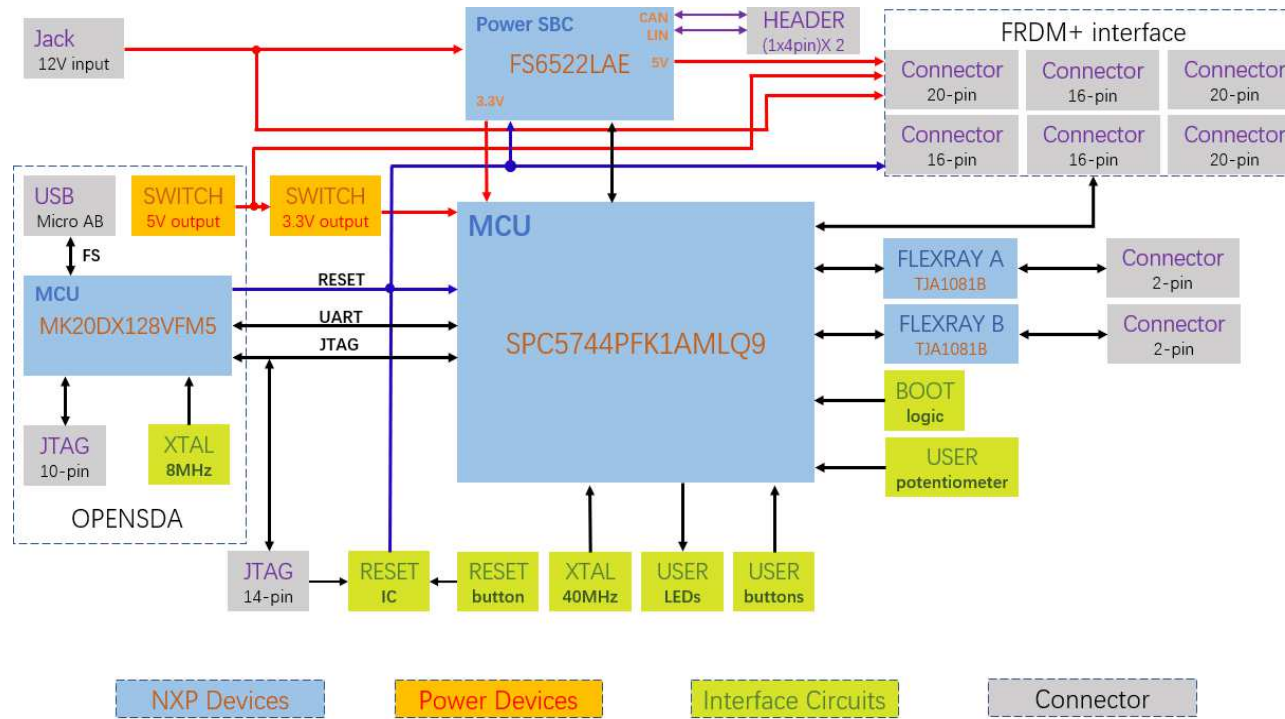 Jack
12V input
Power SBC
CAN
LIN
FS6522LAE
5V
3.3V
HEADER
(1x4pin)X 2
FRDM+ interface
Connector
20-pin
Connector
16-pin
Connector
20-pin
Connector
16-pin
Connector
16-pin
Connector
20-pin
USB
Micro AB
SWITCH
5V output
SWITCH
3.3V output
FS
MCU
MK20DX128VFM5
RESET
UART
JTAG
MCU
SPC5744PFK1AMLQ9
FLEXRAY A
TJA1081B
Connector
2-pin
FLEXRAY B
TJA1081B
Connector
2-pin
BOOT
logic
USER
potentiometer
JTAG
10-pin
XTAL
8MHz
OPENSDA
JTAG
14-pin
RESET
IC
RESET
button
XTAL
40MHz
USER
LEDs
USER
buttons
NXP Devices
Power Devices
Interface Circuits
Connector